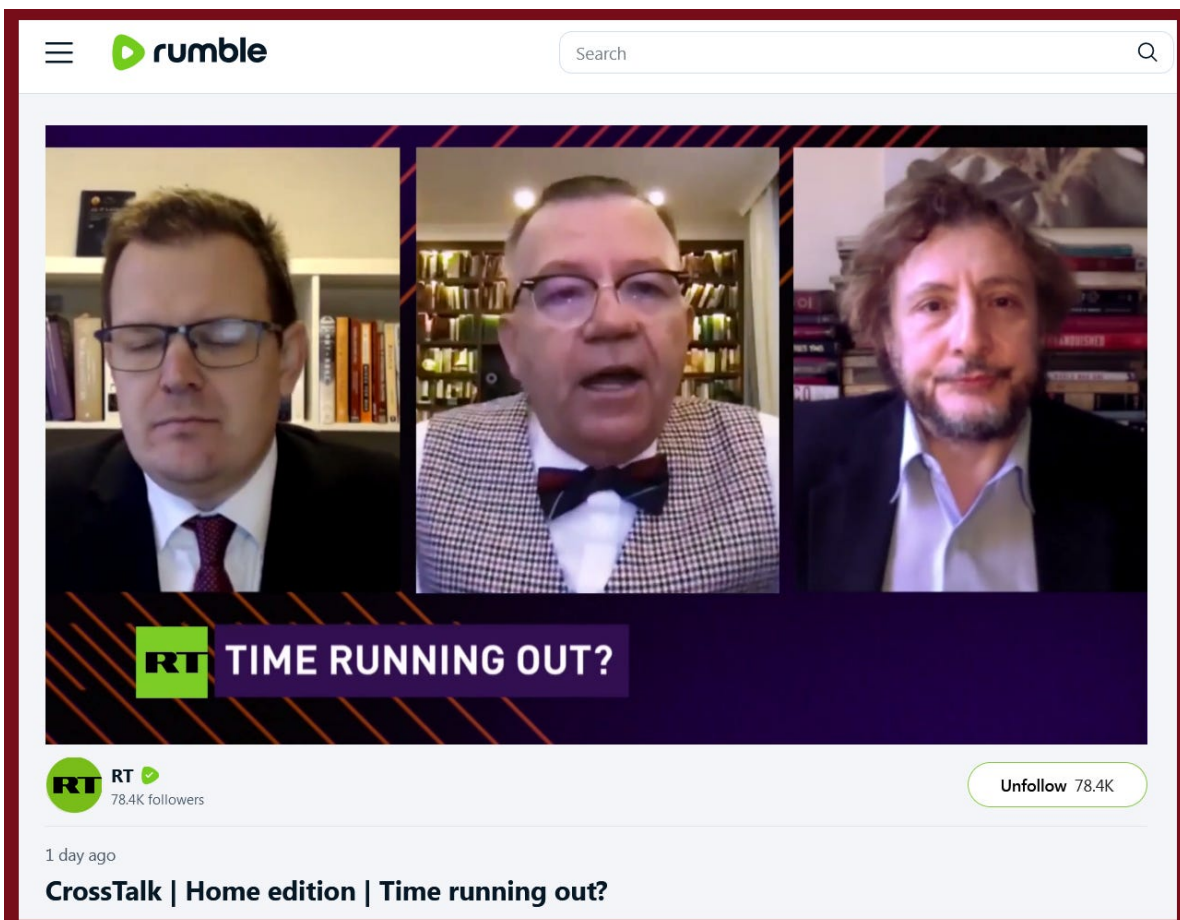 rumble
Search
RT TIME RUNNING OUT?
RT
RT
78.4K followers
Unfollow 78.4K
1 day ago
CrossTalk | Home edition | Time running out?